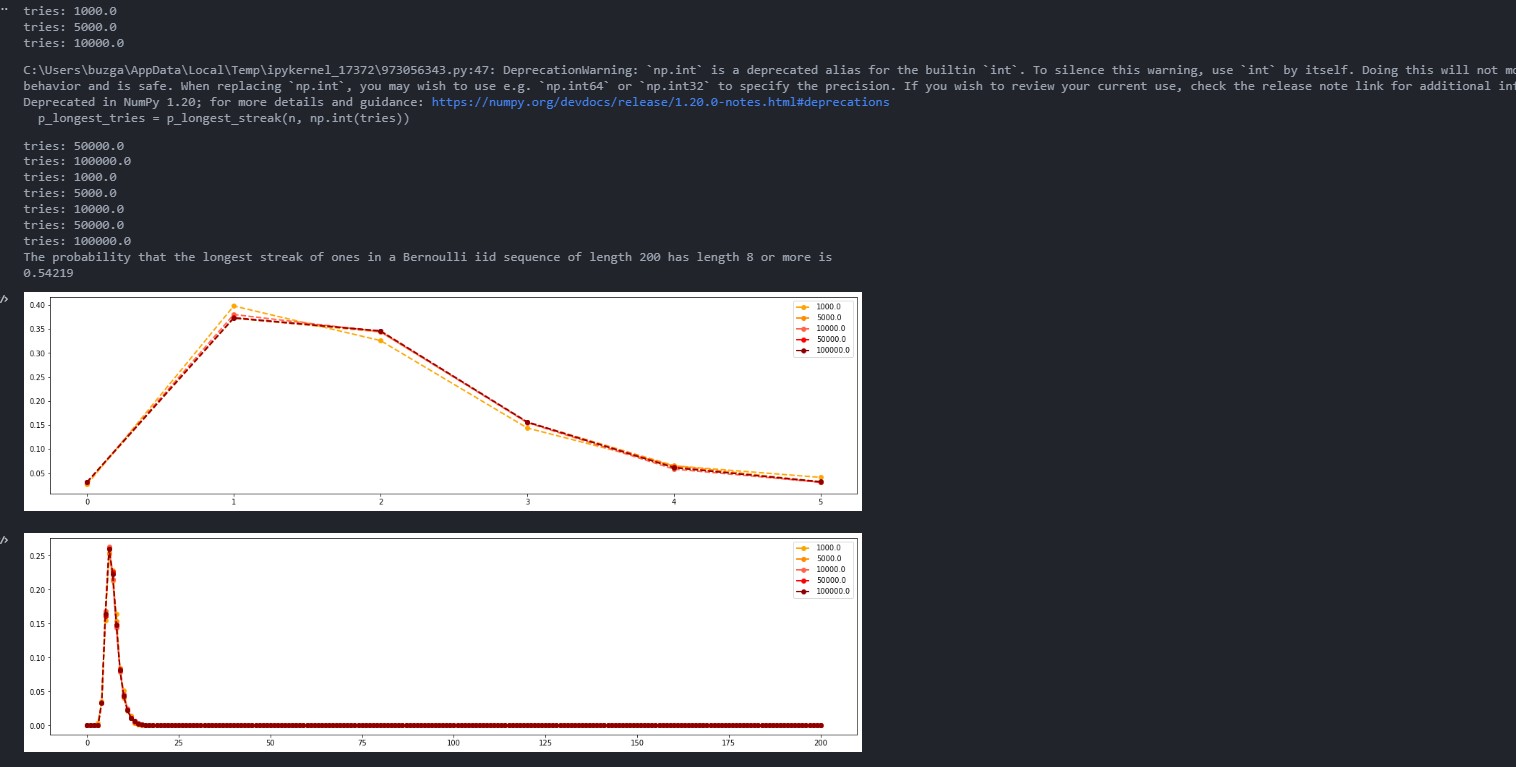 tries: 1000.0
tries: 5000.0
tries: 10000.0
C:\Users\buzga\AppData\Local\Temp\ipykernel_17372\973056343.py:47: DeprecationWarning: `np.int` is a deprecated alias for the builtin `int`. To silence this warning, use `int` by itself. Doing this will not
behavior and is safe. When replacing `np.int`, you may wish to use e.g. `np.int64` or `np.int32` to specify the precision. If you wish to review your current use, check the release note link for additional
Deprecated in NumPy 1.20; for more details and guidance: https://numpy.org/devdocs/release/1.20.0-notes.html#deprecations
p_longest_tries = p_longest_streak(n, np.int(tries))
tries: 50000.0
tries: 100000.0
tries: 1000.0
tries: 5000.0
tries: 10000.0
tries: 50000.0
tries: 100000.0
The probability that the longest streak of ones in a Bernoulli iid sequence of length 200 has length 8 or more is
0.54219
0.40
0.35
0.30
0.25
0.20
0.15
0.10
0.05
0 1 2 3 4 5
1000.0
5000.0
10000.0
50000.0
100000.0
0.25
0.20
0.15
0.10
0.05
0.00
0 25 50 75 100 125 150 175 200
1000.0
5000.0
10000.0
50000.0
100000.0